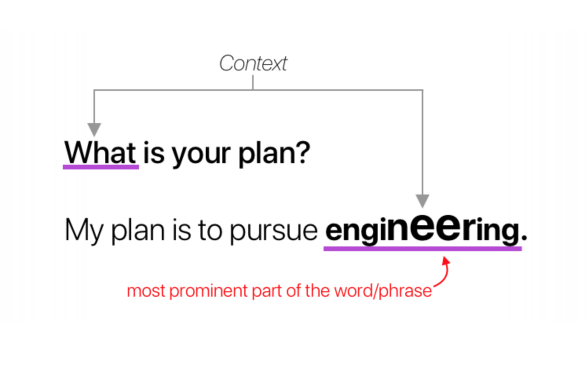 Context
What is your plan?
My plan is to pursue engineering.
most prominent part of the word/phrase